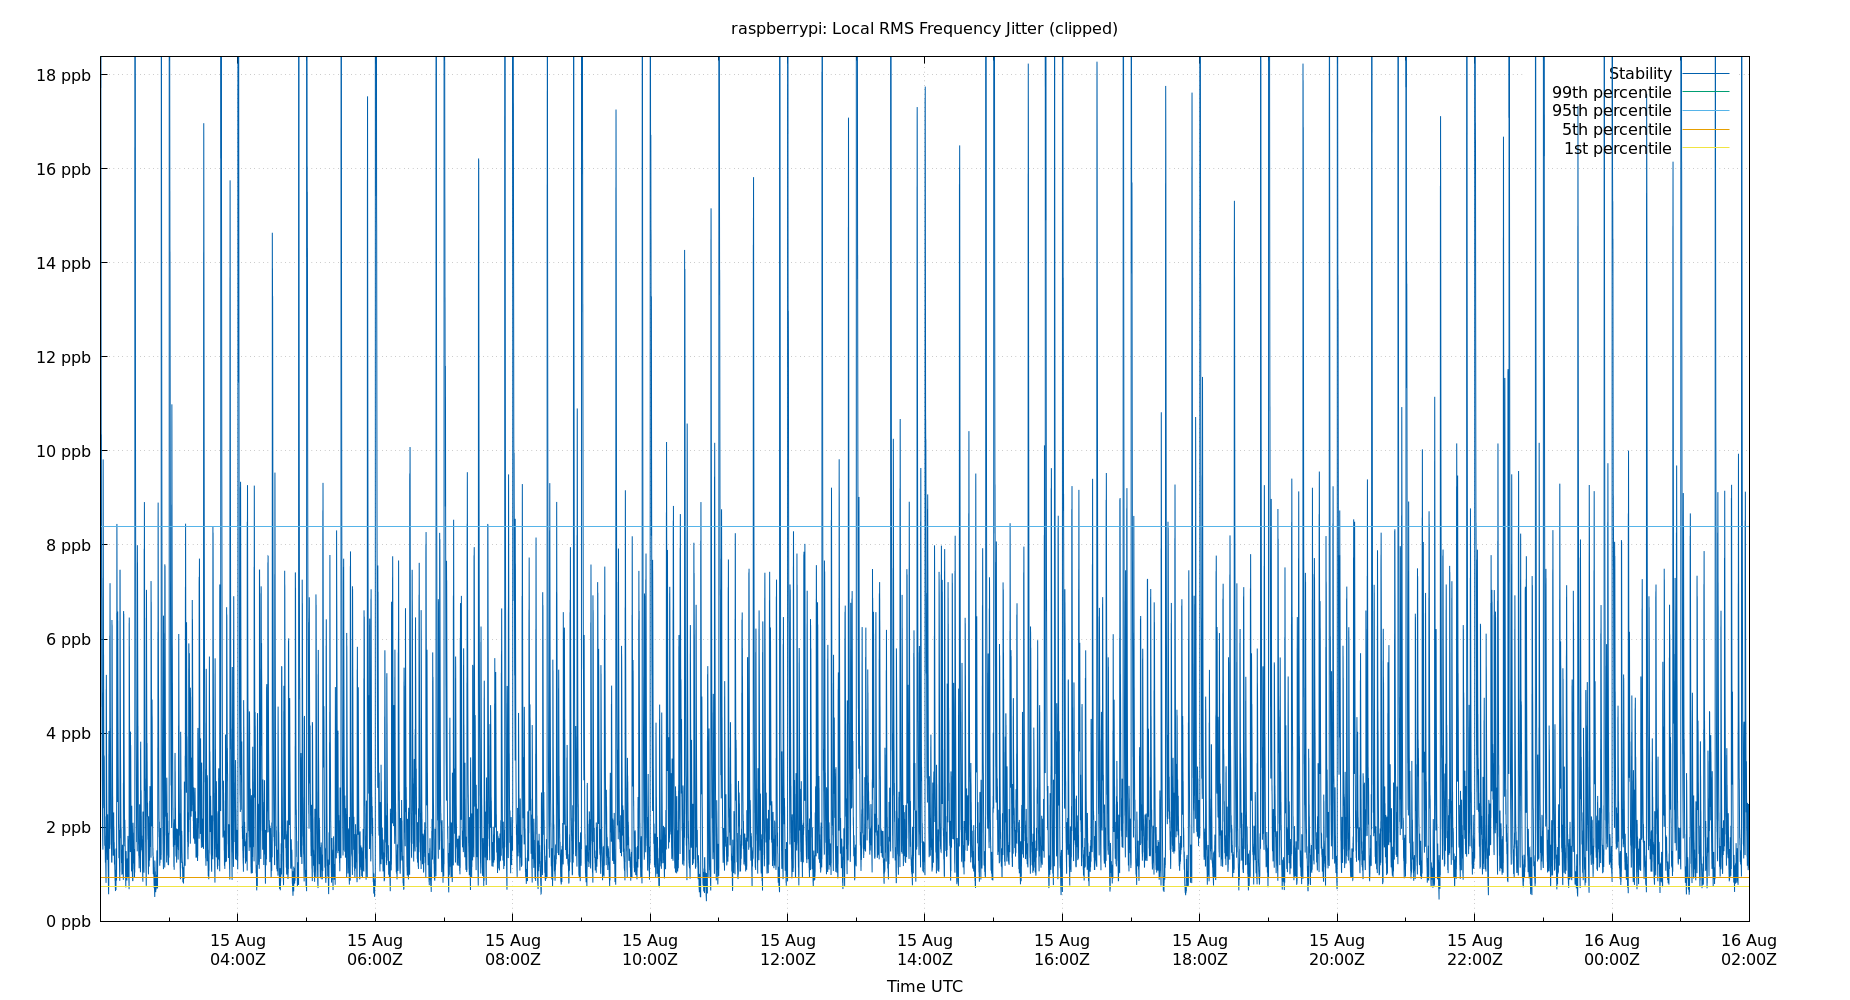 raspberrypi: Local RMS Frequency Jitter (clipped)
18 ppb
16 ppb
14 ppb
12 ppb
10 ppb
8 ppb
6 ppb
4 ppb
2 ppb
0 ppb
Stability
99th percentile
95th percentile
5th percentile
1st percentile
15 Aug 15 Aug 15 Aug 15 Aug 15 Aug 15 Aug 15 Aug 15 Aug 15 Aug 15 Aug 16 Aug 16 Aug
04:00Z 06:00Z 08:00Z 10:00Z 12:00Z 14:00Z 16:00Z 18:00Z 20:00Z 22:00Z 00:00Z 02:00Z
Time UTC